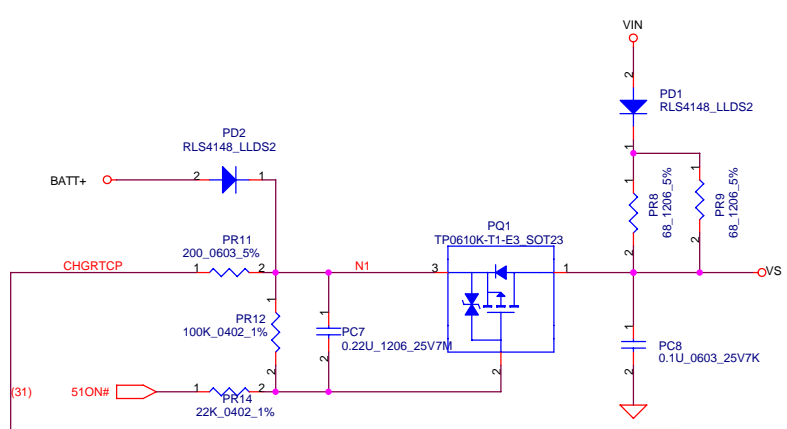 VIN
2
PD1
RLS4148_LLDS2
1
PD2
RLS4148_LLDS2
BATT+
2
1
1
PR8
68_1206_5%
2
1
PR9
68_1206_5%
2
PR11
200_0603_5%
CHGRTCP
1
2
N1
PQ1
TP0610K-T1-E3_SOT23
3
1
2
VS
1
PR12
100K_0402_1%
2
1
PC7
0.22U_1206_25V7M
2
1
PC8
0.1U_0603_25V7K
2
(31)
51ON#
1
2
PR14
22K_0402_1%